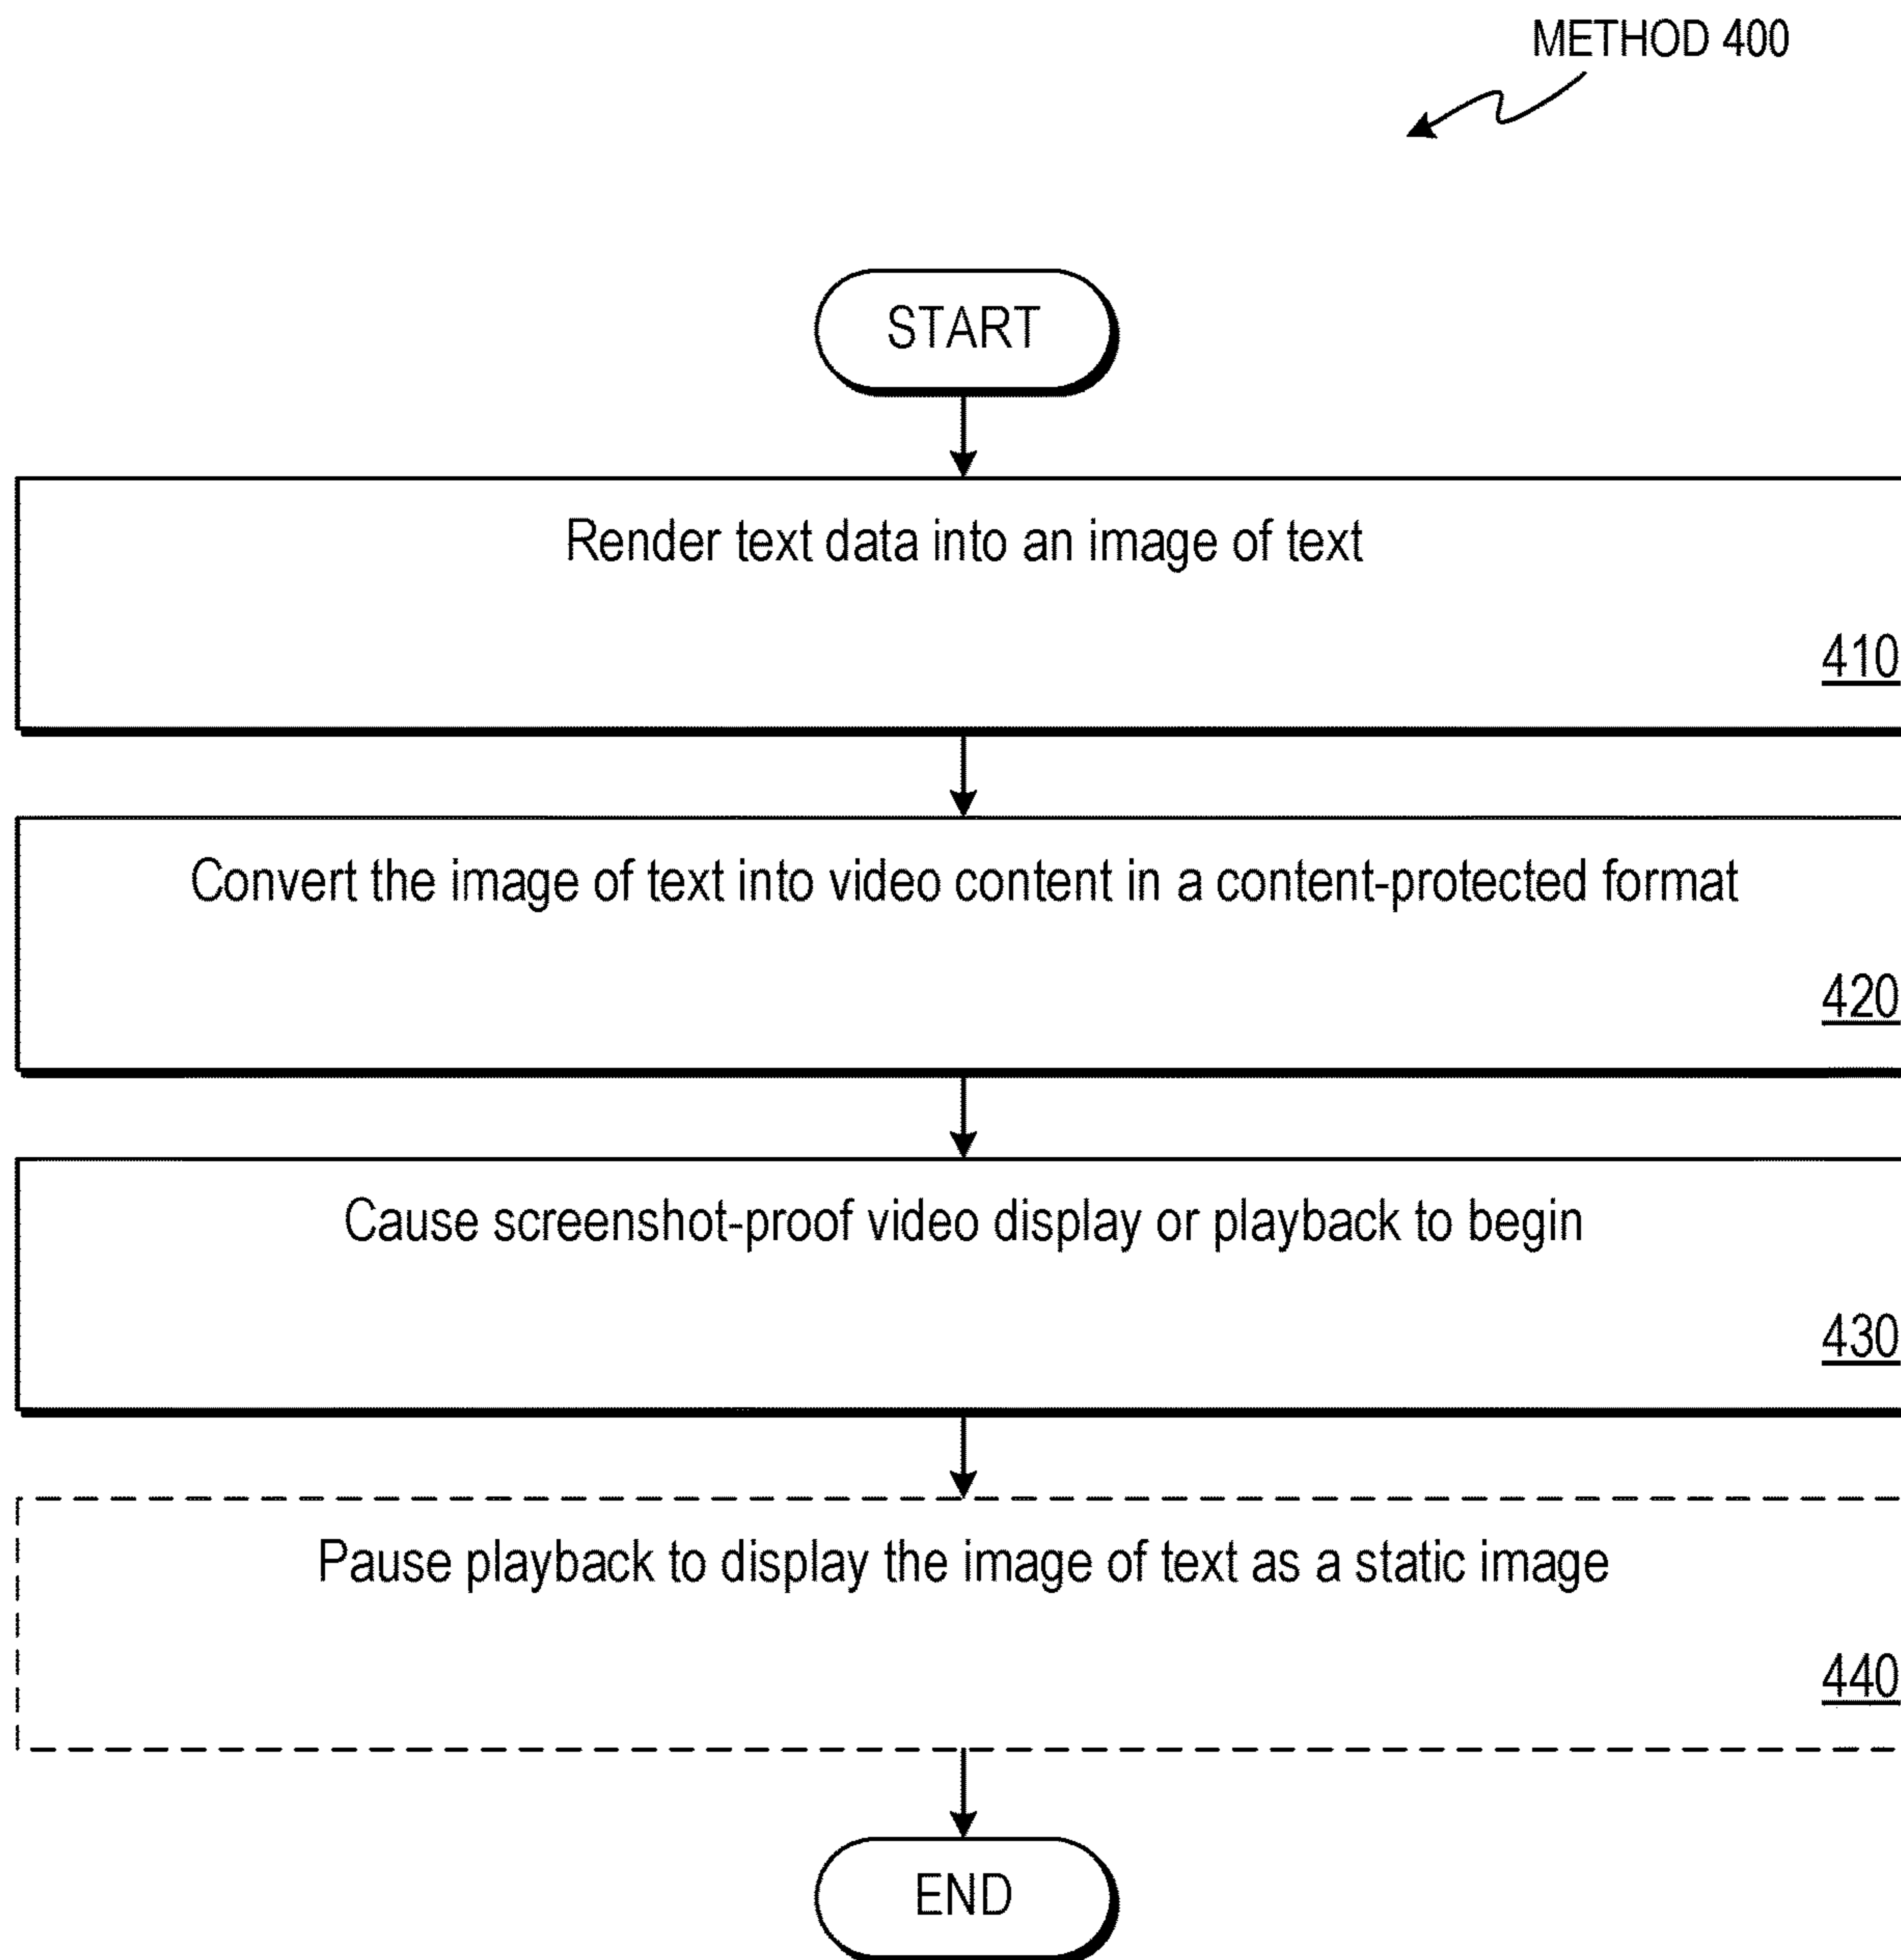 METHOD 400
START
Render text data into an image of text
410
Convert the image of text into video content in a content-protected format
420
Cause screenshot-proof video display or playback to begin
430
Pause playback to display the image of text as a static image
440
END